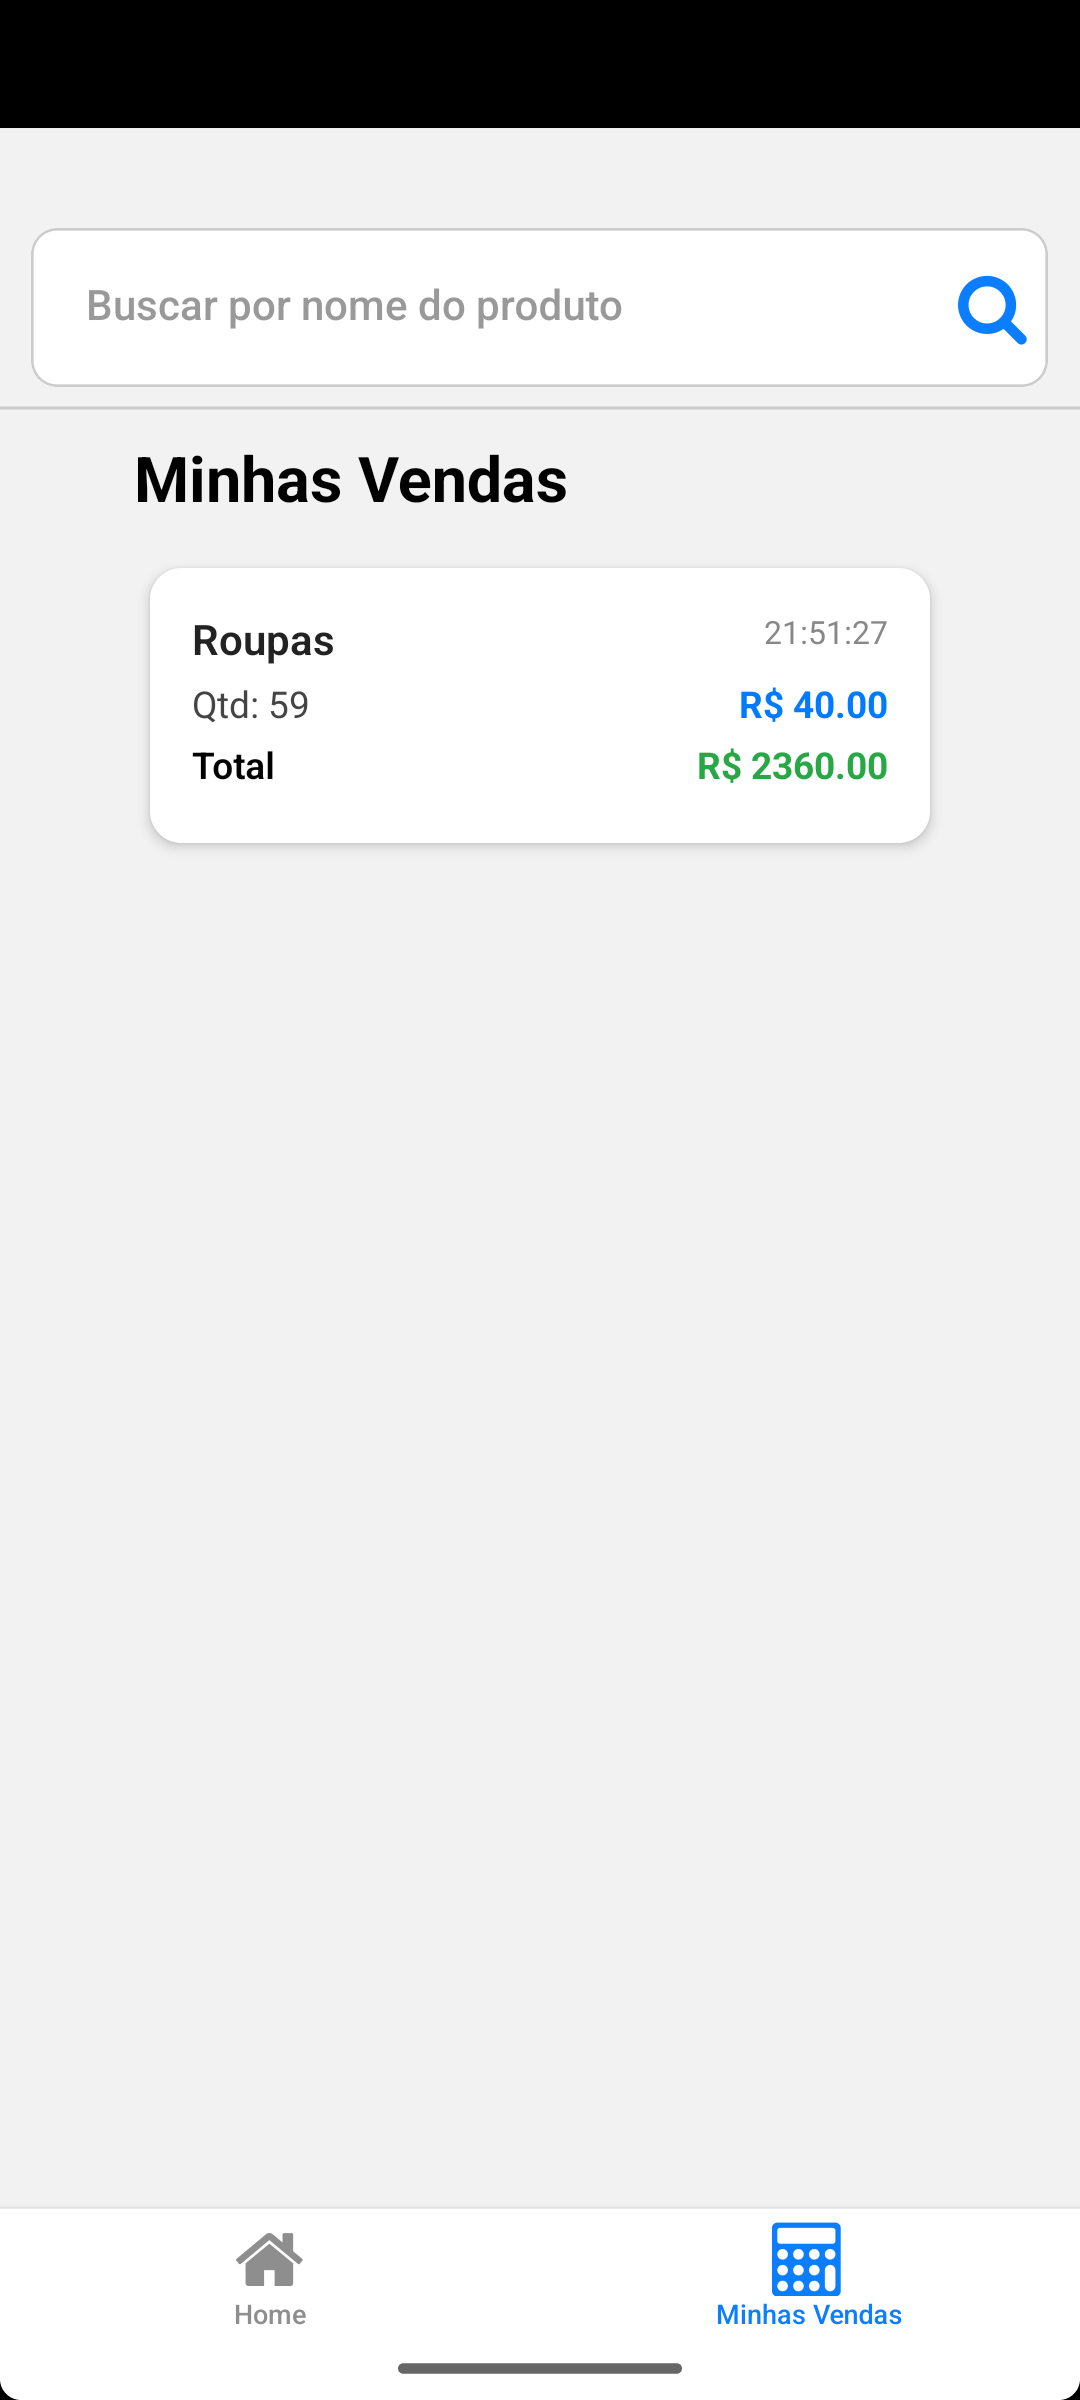 Buscar por nome do produto
Minhas Vendas
Roupas 21:51:27
Qtd: 59 R$ 40.00
Total R$ 2360.00
Home Minhas Vendas